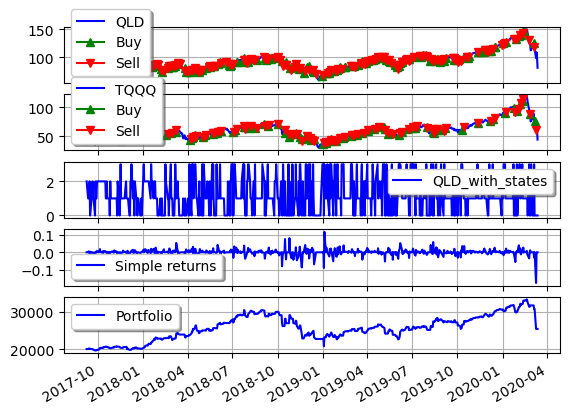 150
QLD
Buy
100
Sell
TQQQ
100
Buy
50
Sell
2
QLD_with_states
0
0.1
0.0
−0.1
Simple returns
30000
Portfolio
20000
2017-10
2018-01
2018-04
2018-07
2018-10
2019-01
2019-04
2019-07
2019-10
2020-01
2020-04